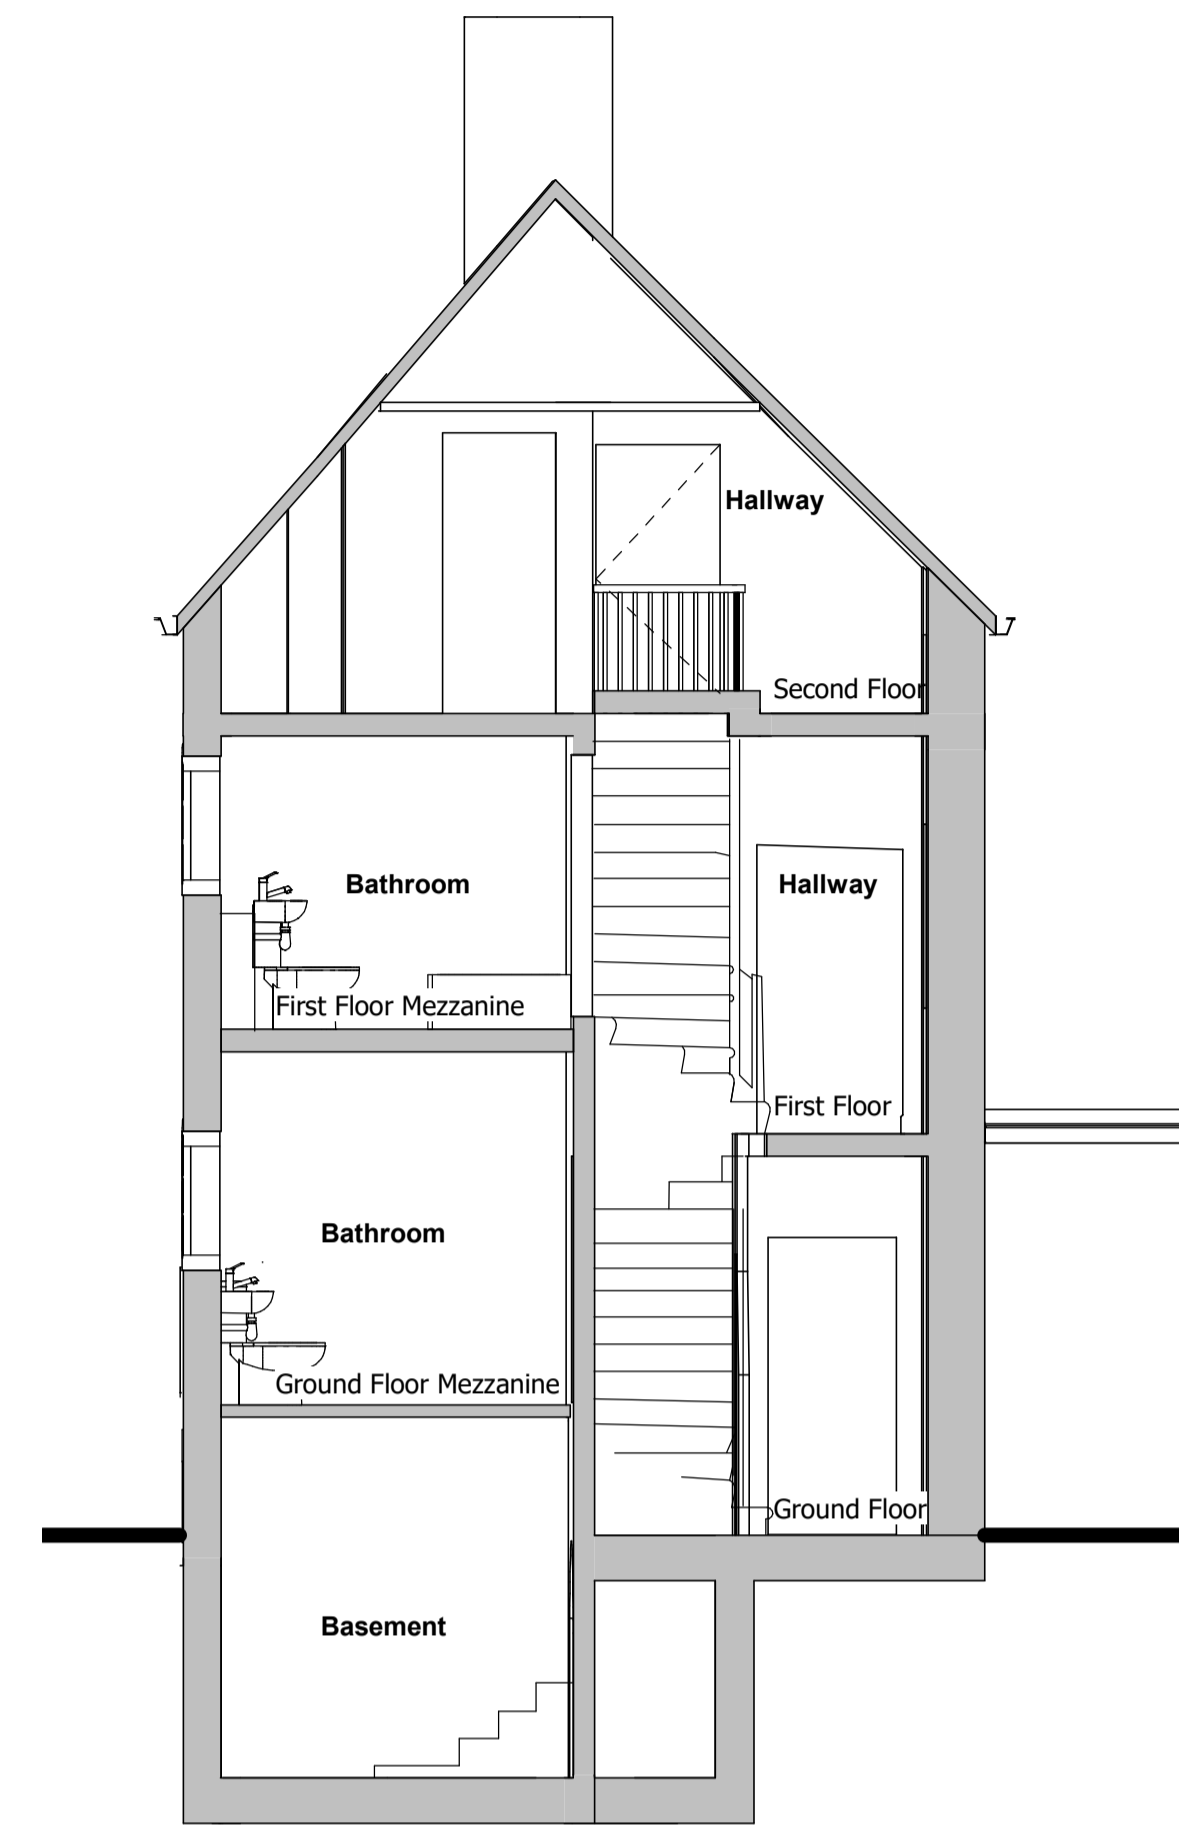 Hallway
Second Floor
Bathroom
Hallway
First Floor Mezzanine
First Floor
Bathroom
Ground Floor Mezzanine
Ground Floor
Basement